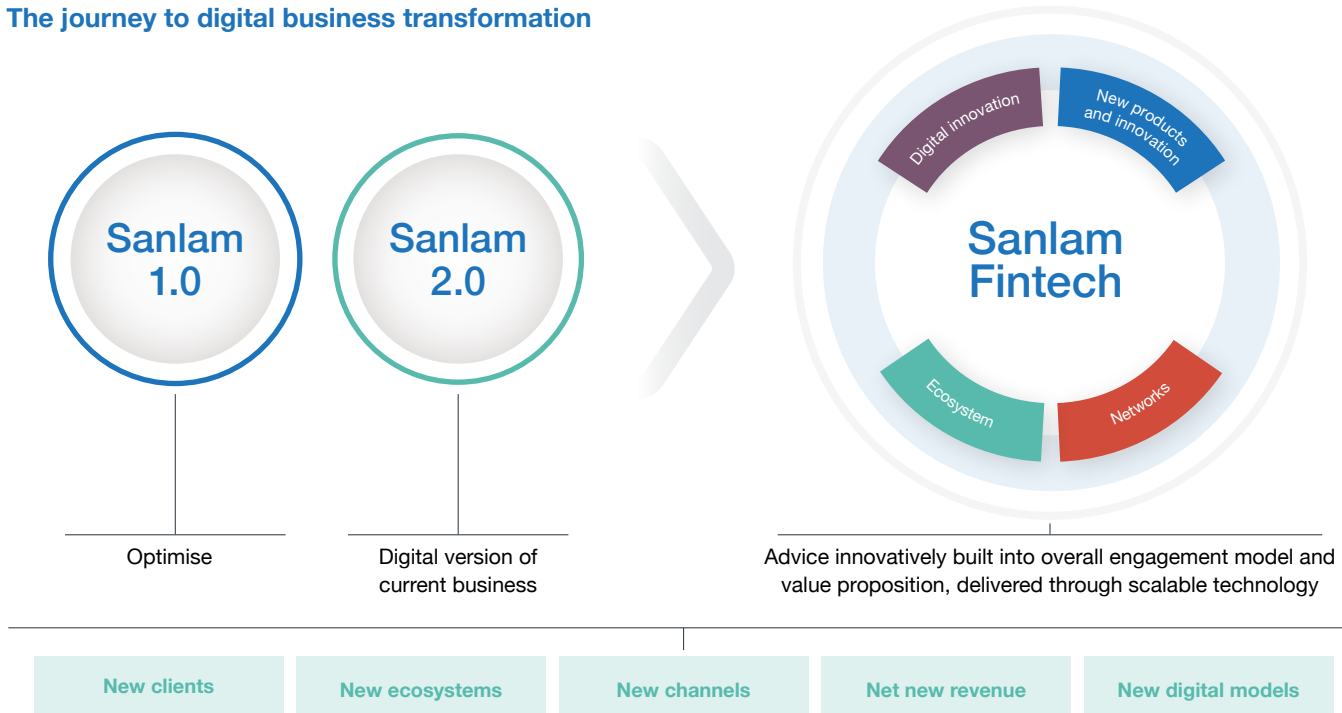 The journey to digital business transformation
Sanlam
1.0
Sanlam
2.0
Digital innovation
New products
and innovation
Sanlam
Fintech
Ecosystem
Networks
Optimise
Digital version of
current business
Advice innovatively built into overall engagement model and
value proposition, delivered through scalable technology
New clients
New ecosystems
New channels
Net new revenue
New digital models